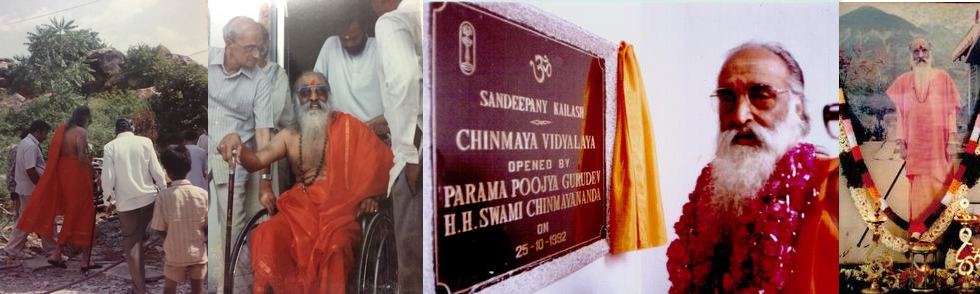 ॐ
SANDEEPANY KAILASH
CHINMAYA VIDYALAYA
OPENED BY
PARAMA POOJYA GURUDEV
H.H. SWAMI CHINMAYANANDA
ON
25-10-1992